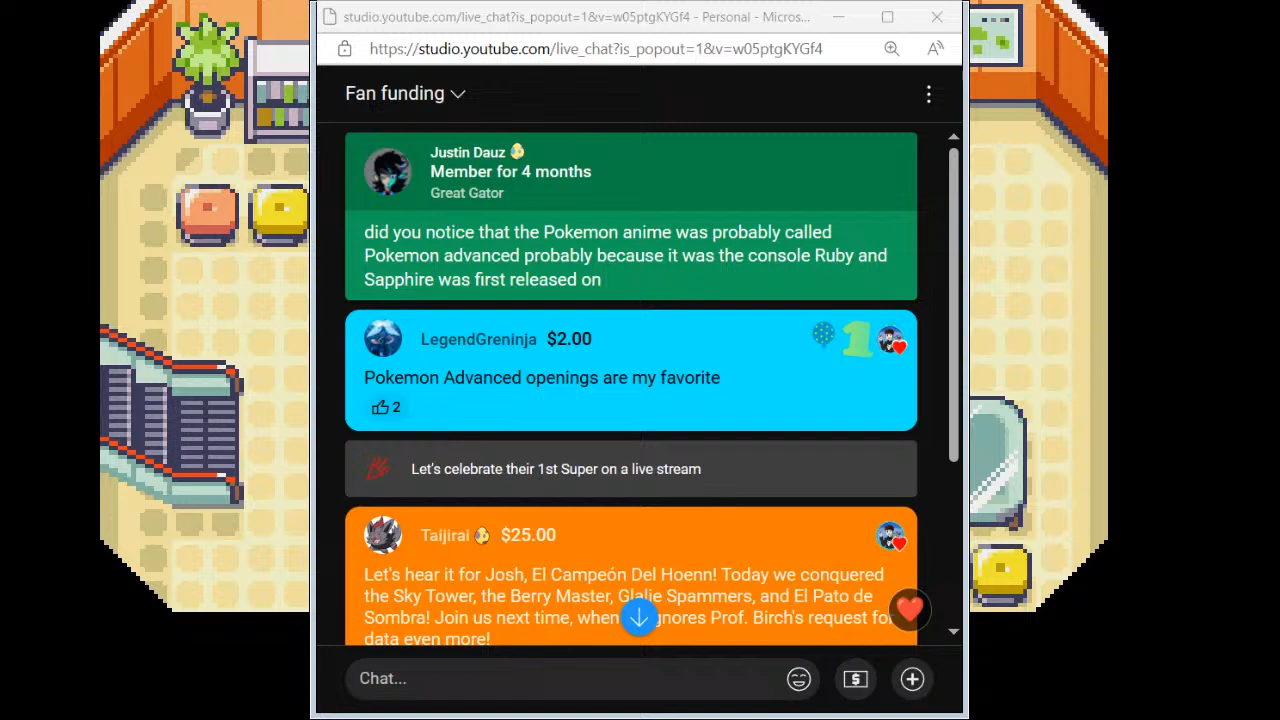 studio.youtube.com/live_chat?is_popout=1&v=w05ptgKYGf4 - Personal - Micros...
https://studio.youtube.com/live_chat?is_popout=1&v=w05ptgKYGf4
Fan funding
Justin Dauz
Member for 4 months
Great Gator
did you notice that the Pokemon anime was probably called
Pokemon advanced probably because it was the console Ruby and
Sapphire was first released on
LegendGreninja $2.00
Pokemon Advanced openings are my favorite
2
Let's celebrate their 1st Super on a live stream
Taijirai $25.00
Let's hear it for Josh, El Campeón Del Hoenn! Today we conquered
the Sky Tower, the Berry Master, Glalie Spammers, and El Pato de
Sombra! Join us next time, when ignores Prof. Birch's request for
data even more!
Chat...